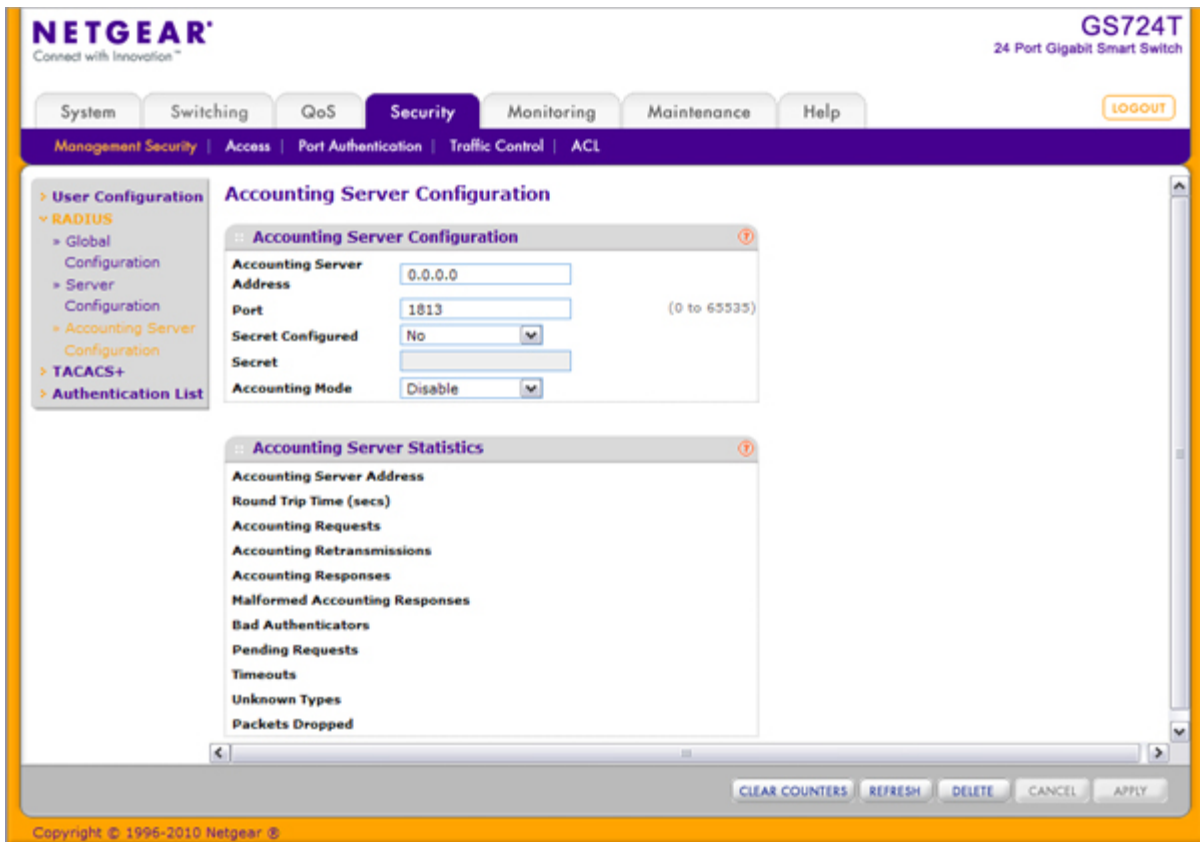 NETGEAR
Connect with Innovation™
GS724T
24 Port Gigabit Smart Switch
System Switching QoS Security Monitoring Maintenance Help LOGOUT
Management Security | Access | Port Authentication | Traffic Control | ACL
User Configuration
RADIUS
» Global
Configuration
» Server
Configuration
» Accounting Server
Configuration
TACACS+
Authentication List
Accounting Server Configuration
Accounting Server Configuration ?
Accounting Server
Address 0.0.0.0
Port 1813 (0 to 65535)
Secret Configured No
Secret
Accounting Mode Disable
Accounting Server Statistics ?
Accounting Server Address
Round Trip Time (secs)
Accounting Requests
Accounting Retransmissions
Accounting Responses
Malformed Accounting Responses
Bad Authenticators
Pending Requests
Timeouts
Unknown Types
Packets Dropped
CLEAR COUNTERS REFRESH DELETE CANCEL APPLY
Copyright © 1996-2010 Netgear ®